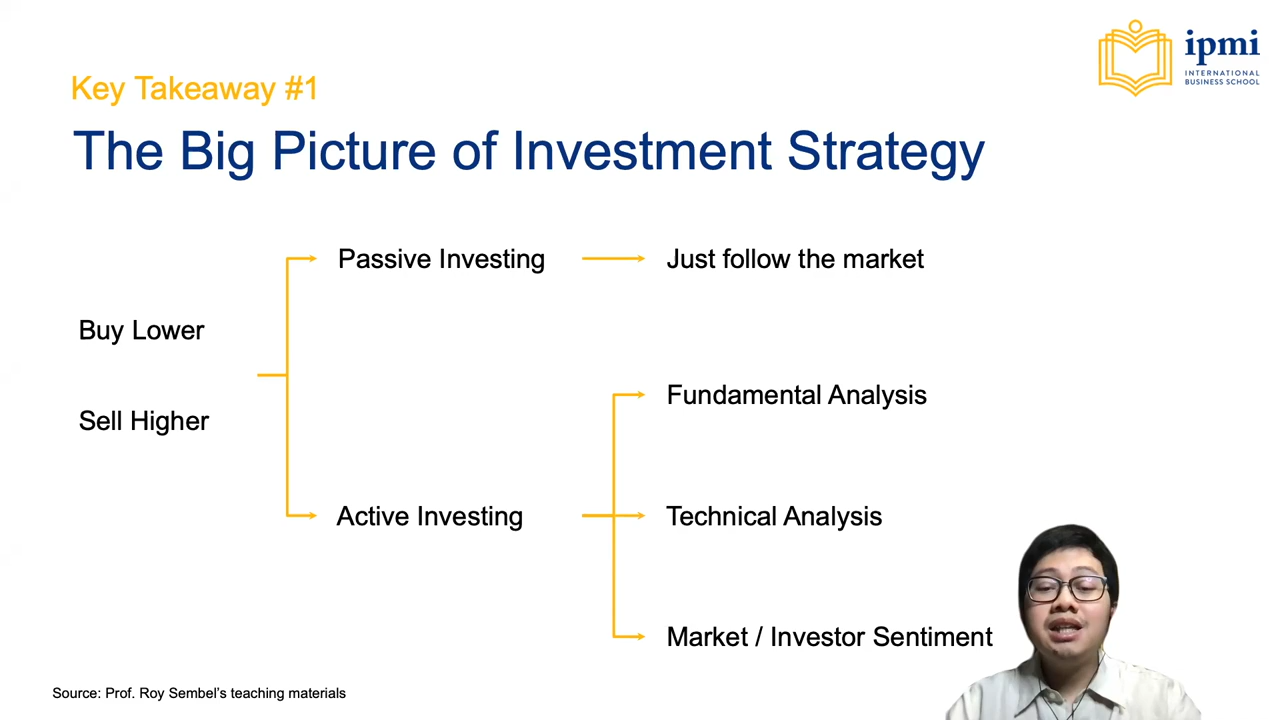 ipmi
INTERNATIONAL
BUSINESS SCHOOL
Key Takeaway #1
The Big Picture of Investment Strategy
Buy Lower
Sell Higher
Passive Investing
Just follow the market
Active Investing
Fundamental Analysis
Technical Analysis
Market / Investor Sentiment
Source: Prof. Roy Sembel’s teaching materials